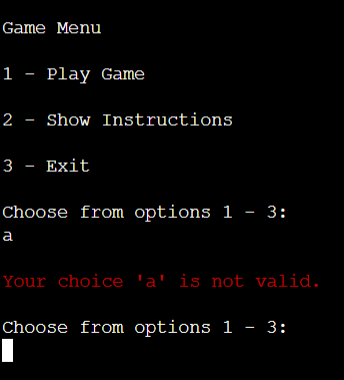 Game Menu
1 - Play Game
2 - Show Instructions
3 - Exit
Choose from options 1 - 3:
a
Your choice 'a' is not valid.
Choose from options 1 - 3: